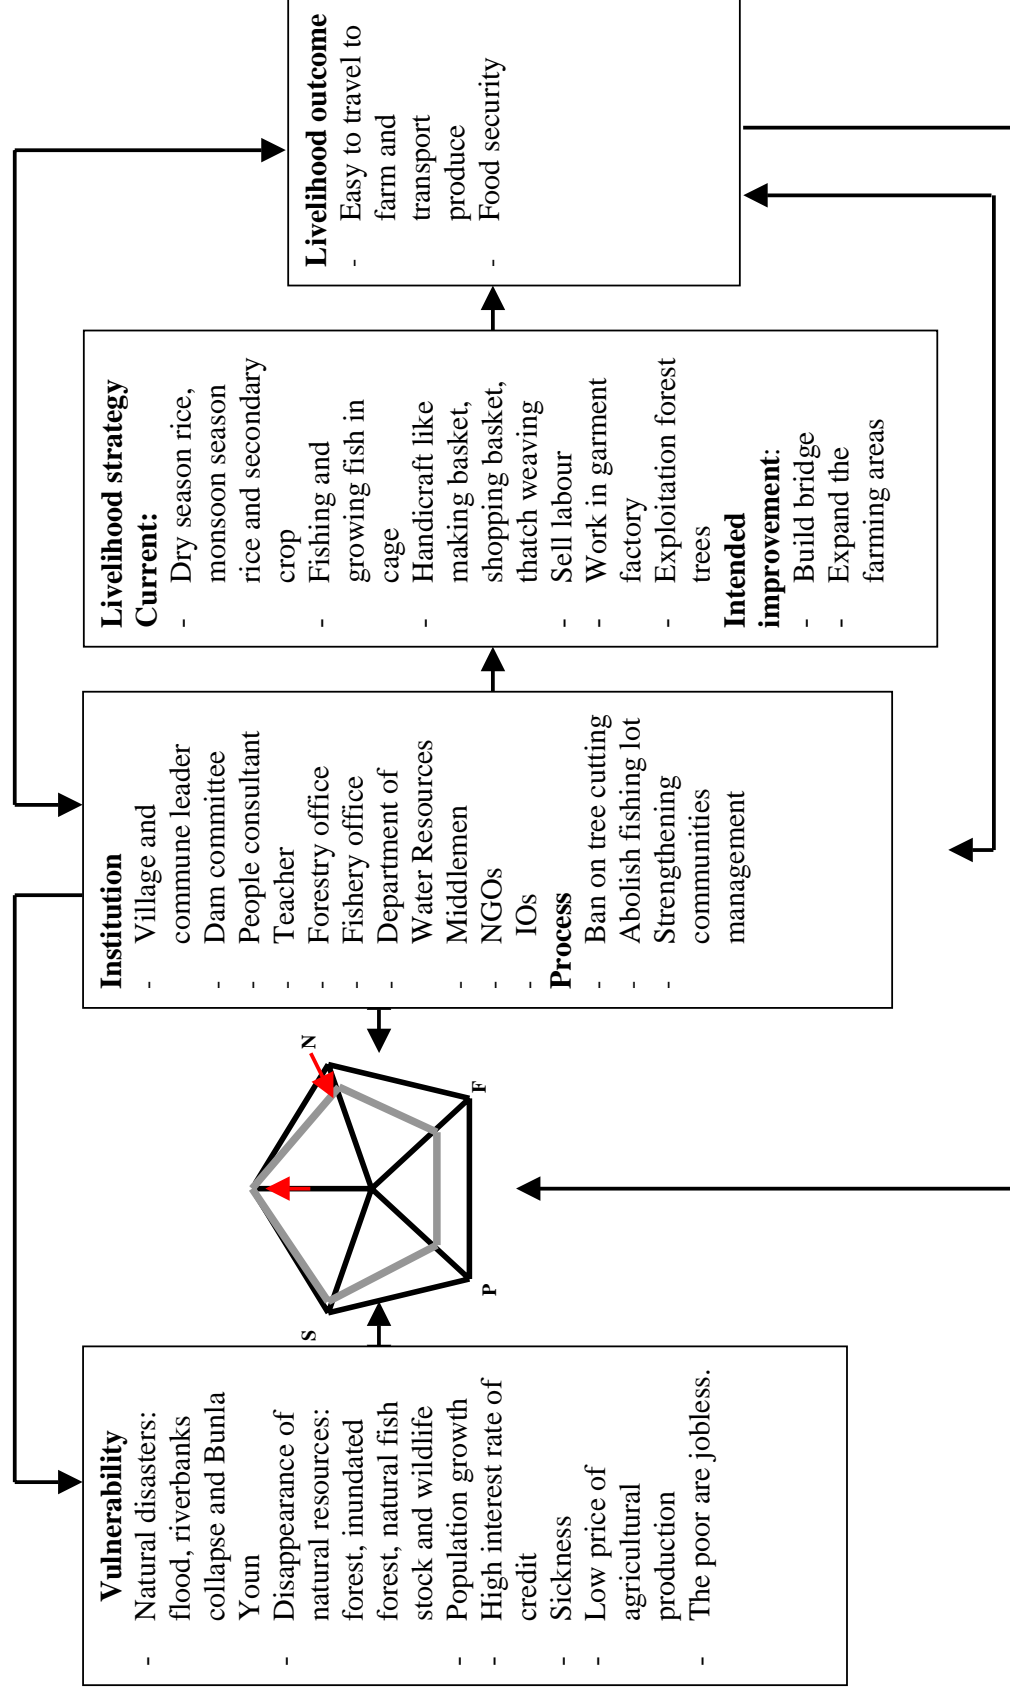 Vulnerability
- Natural disasters:
flood, riverbanks
collapse and Bunla
Youn
- Disappearance of
natural resources:
forest, inundated
forest, natural fish
stock and wildlife
- Population growth
- High interest rate of
credit
- Sickness
- Low price of
agricultural
production
- The poor are jobless.
S
N
P
F
Institution
- Village and
commune leader
- Dam committee
- People consultant
- Teacher
- Forestry office
- Fishery office
- Department of
Water Resources
- Middlemen
- NGOs
- IOs
Process
- Ban on tree cutting
- Abolish fishing lot
- Strengthening
communities
management
Livelihood strategy
Current:
- Dry season rice,
monsoon season
rice and secondary
crop
- Fishing and
growing fish in
cage
- Handicraft like
making basket,
shopping basket,
thatch weaving
- Sell labour
- Work in garment
factory
- Exploitation forest
trees
Intended
improvement:
- Build bridge
- Expand the
farming areas
Livelihood outcome
- Easy to travel to
farm and
transport
produce
- Food security